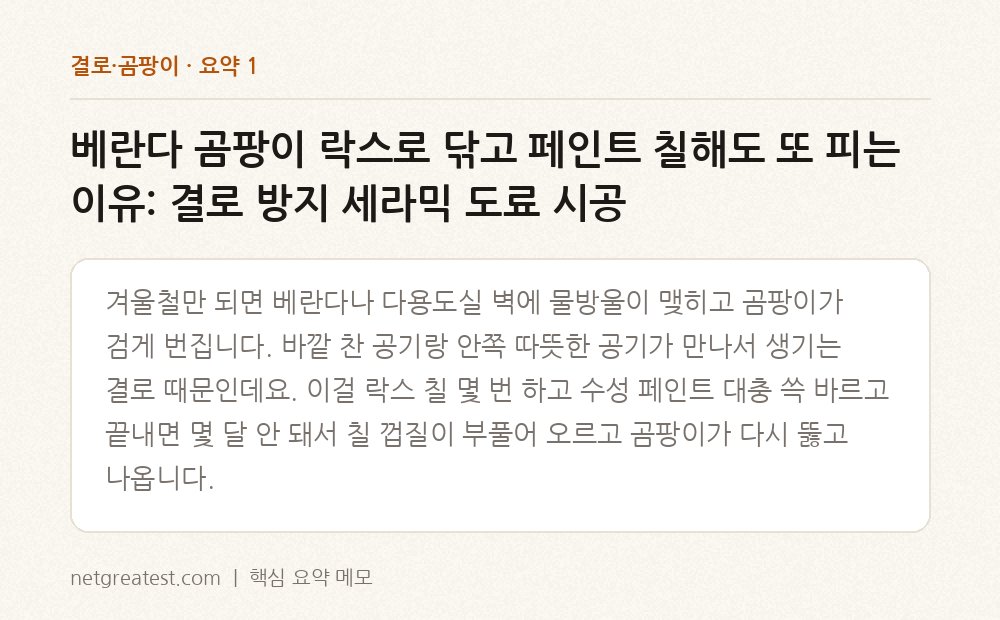 결로·곰팡이 · 요약 1
베란다 곰팡이 락스로 닦고 페인트 칠해도 또 피는
이유: 결로 방지 세라믹 도료 시공
겨울철만 되면 베란다나 다용도실 벽에 물방울이 맺히고 곰팡이가
검게 번집니다. 바깥 찬 공기랑 안쪽 따뜻한 공기가 만나서 생기는
결로 때문인데요. 이걸 락스 칠 몇 번 하고 수성 페인트 대충 쓱 바르고
끝내면 몇 달 안 돼서 칠 껍질이 부풀어 오르고 곰팡이가 다시 뚫고
나옵니다.
netgreatest.com | 핵심 요약 메모